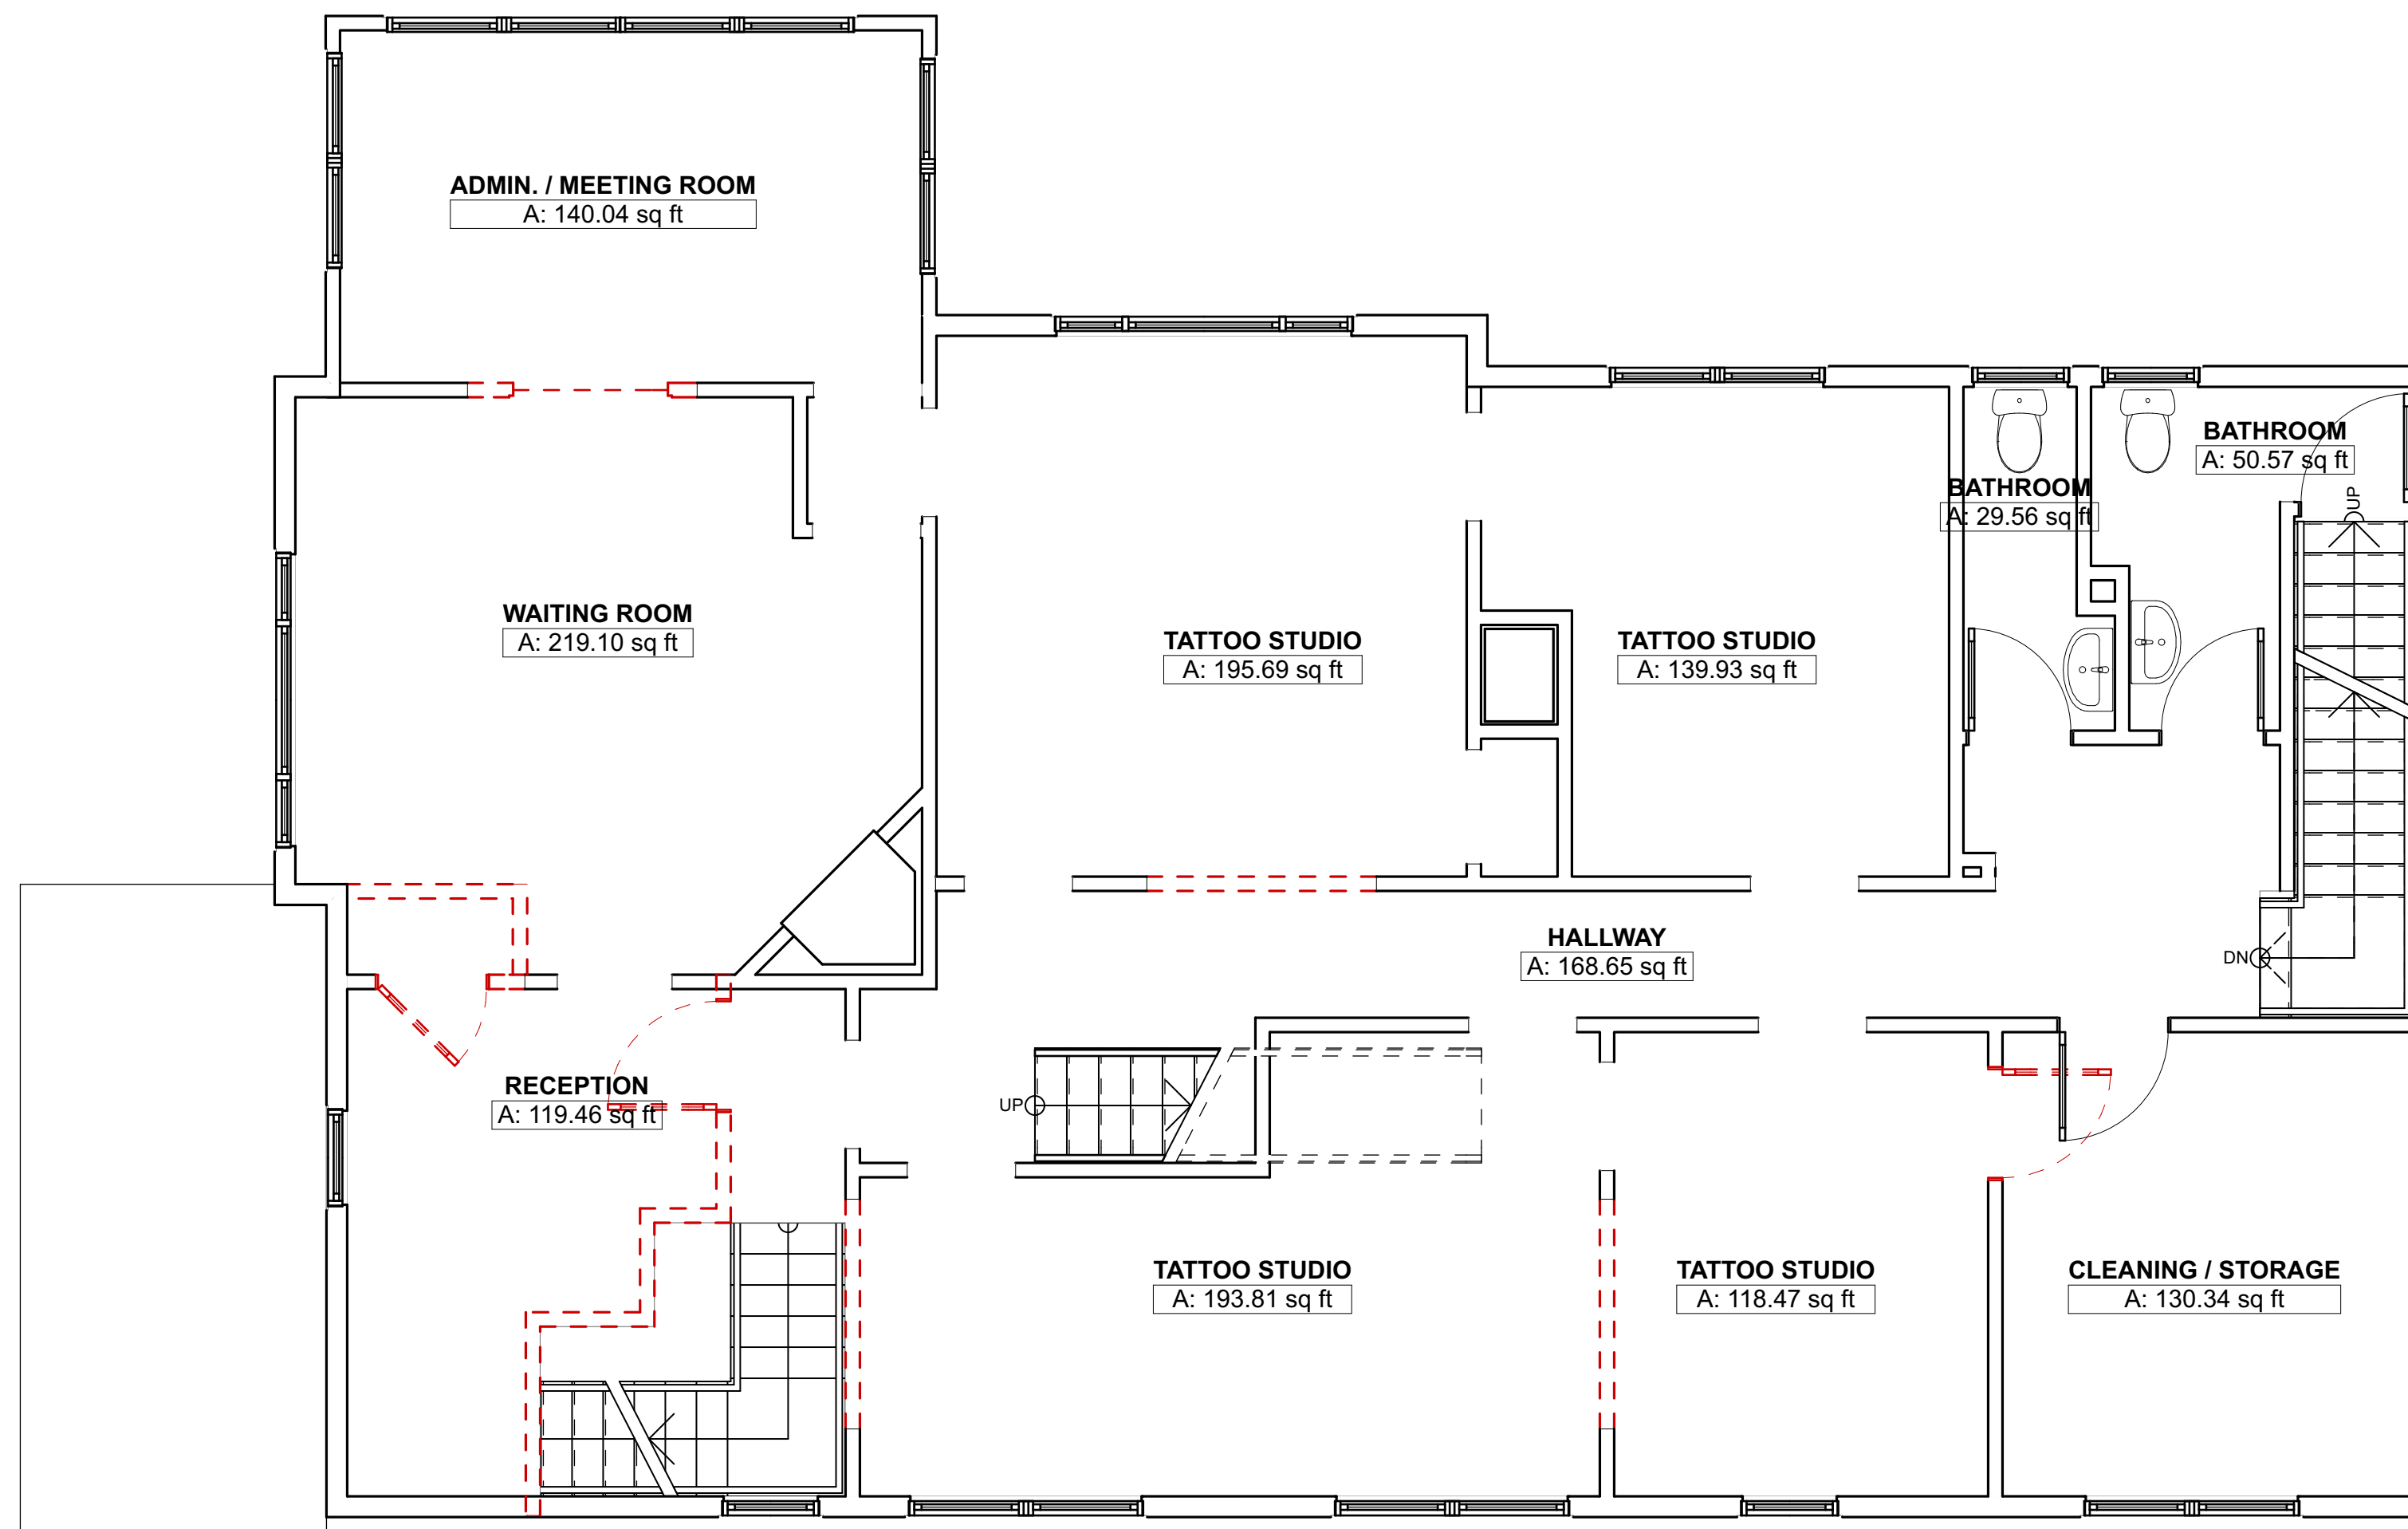 ADMIN. / MEETING ROOM
A: 140.04 sq ft
BATHROOM
A: 50.57 sq ft
BATHROOM
A: 29.56 sq ft
UP
WAITING ROOM
A: 219.10 sq ft
TATTOO STUDIO
A: 195.69 sq ft
TATTOO STUDIO
A: 139.93 sq ft
HALLWAY
A: 168.65 sq ft
DN
RECEPTION
A: 119.46 sq ft
UP
TATTOO STUDIO
A: 193.81 sq ft
TATTOO STUDIO
A: 118.47 sq ft
CLEANING / STORAGE
A: 130.34 sq ft